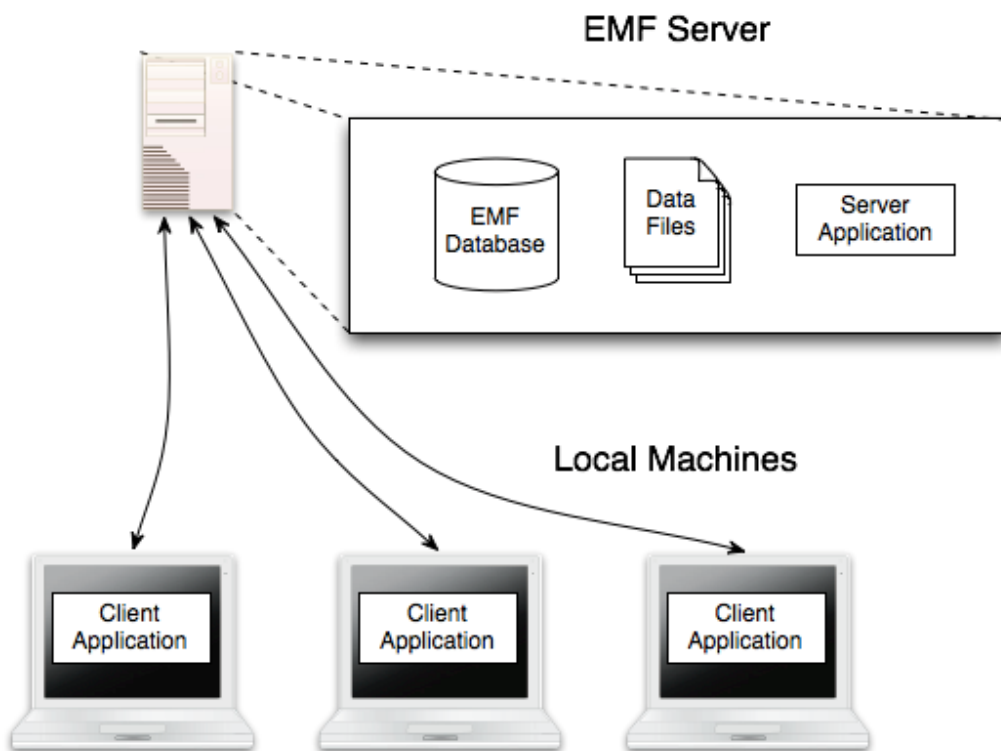 EMF Server
EMF
Database
Data
Files
Server
Application
Local Machines
Client
Application
Client
Application
Client
Application